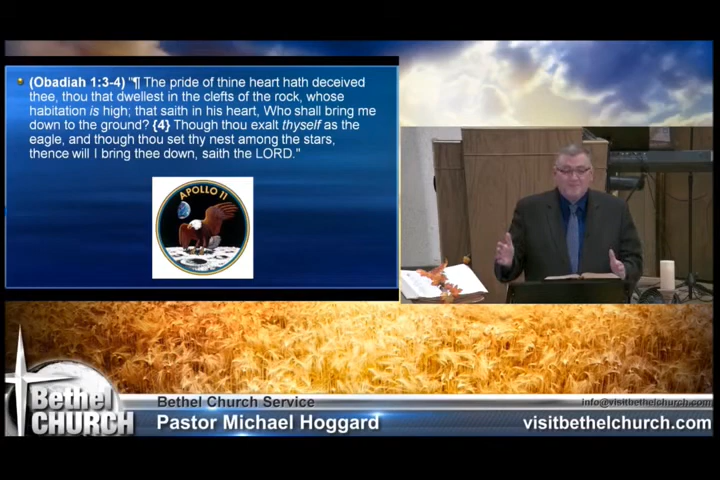 (Obadiah 1:3-4) "¶ The pride of thine heart hath deceived
thee, thou that dwellest in the clefts of the rock, whose
habitation is high; that saith in his heart, Who shall bring me
down to the ground? {4} Though thou exalt thyself as the
eagle, and though thou set thy nest among the stars,
thence will I bring thee down, saith the LORD."
APOLLO 11
Bethel
CHURCH
Bethel Church Service
info@visitbethelchurch.com
Pastor Michael Hoggard
visitbethelchurch.com